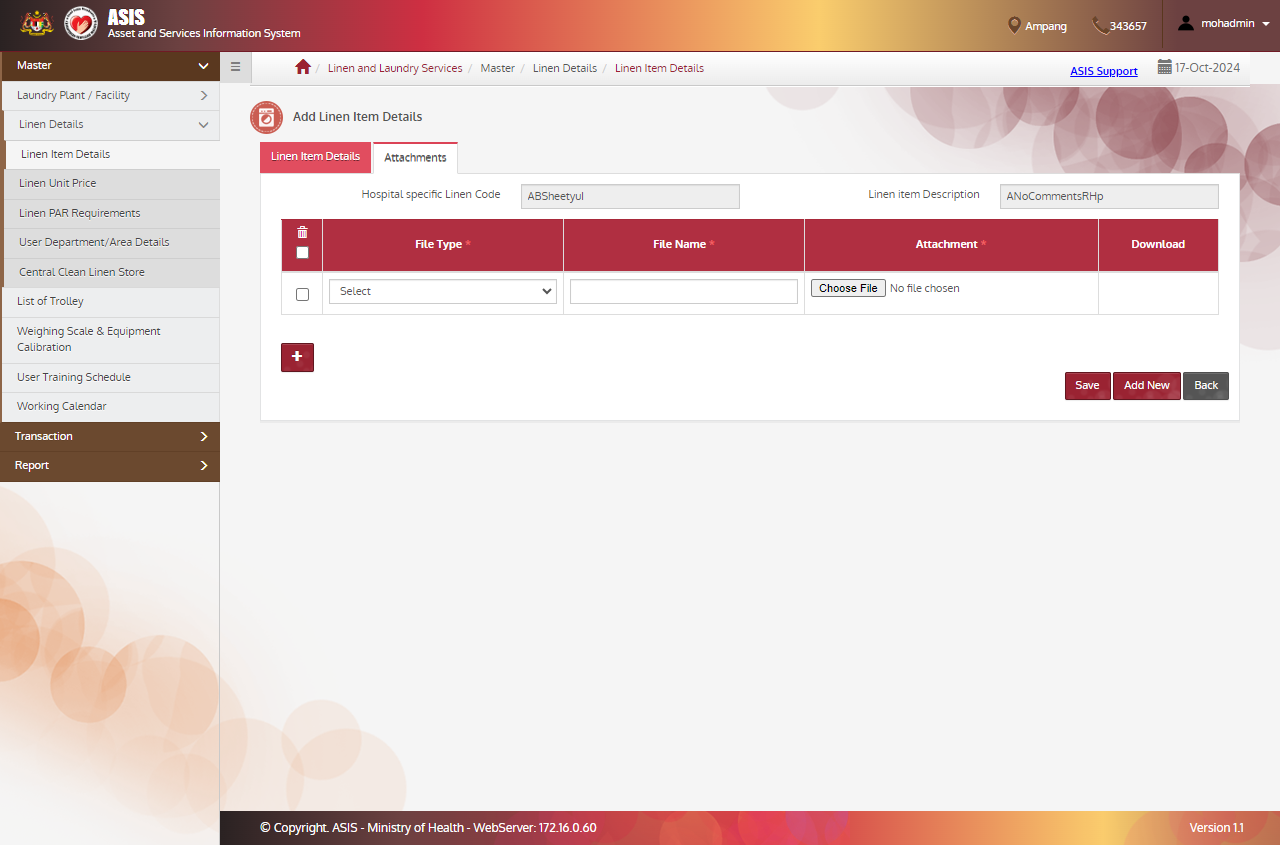 ASIS
Asset and Services Information System
Ampang
343657
mohadmin
Master
Laundry Plant / Facility
Linen Details
Linen Item Details
Linen Unit Price
Linen PAR Requirements
User Department/Area Details
Central Clean Linen Store
List of Trolley
Weighing Scale & Equipment
Calibration
User Training Schedule
Working Calendar
Transaction
Report
/ Linen and Laundry Services / Master / Linen Details / Linen Item Details
ASIS Support
17-Oct-2024
Add Linen Item Details
Linen Item Details
Attachments
Hospital specific Linen Code
ABSheetyul
Linen item Description
ANoCommentsRHp
File Type *
File Name *
Attachment *
Download
Select
Choose File No file chosen
+
Save
Add New
Back
© Copyright. ASIS - Ministry of Health - WebServer: 172.16.0.60
Version 1.1